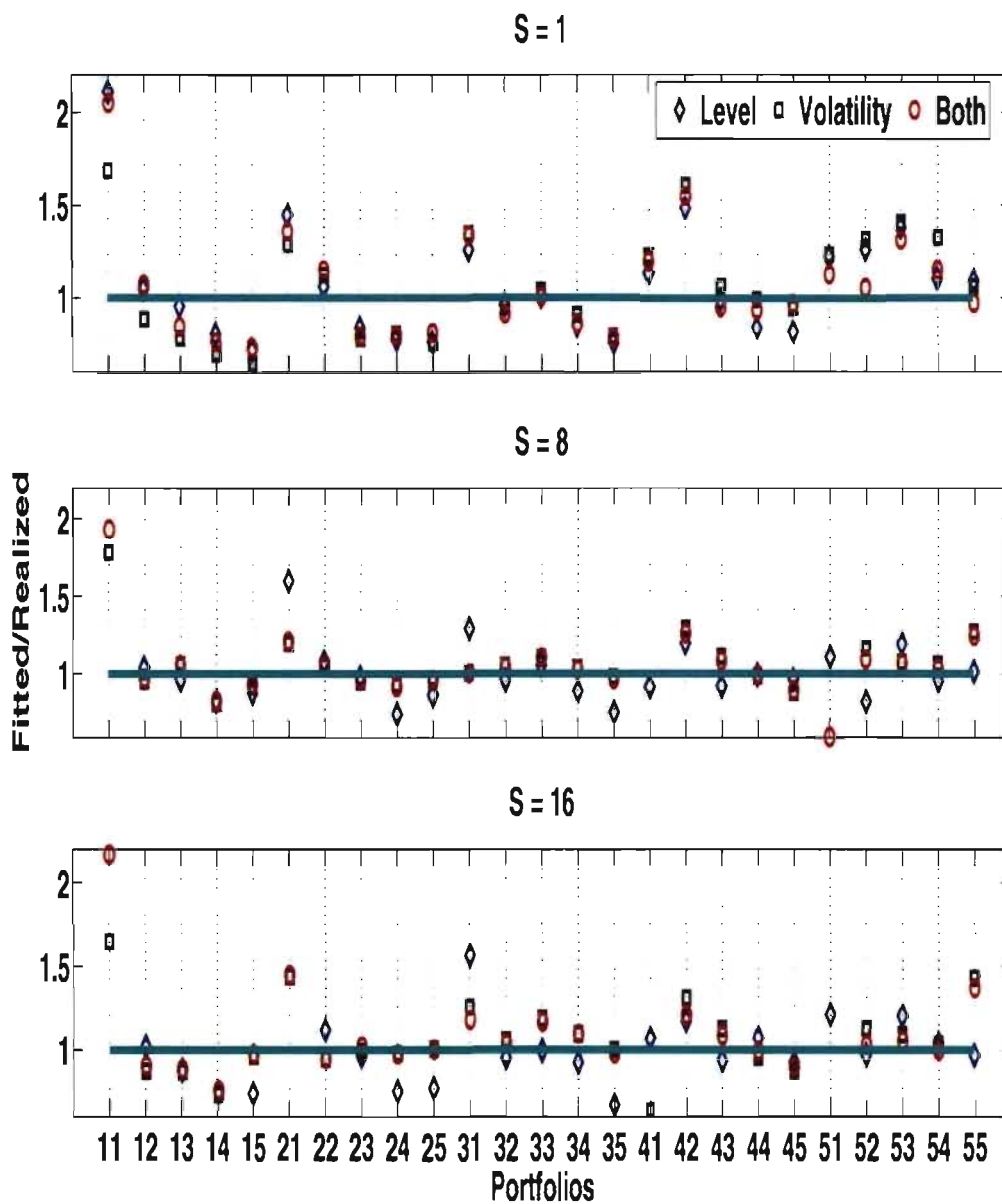 S = 1
Level Volatility Both
2
1.5
1
S = 8
Fitted/Realized
2
1.5
1
S = 16
2
1.5
1
11 12 13 14 15 21 22 23 24 25 31 32 33 34 35 41 42 43 44 45 51 52 53 54 55
Portfolios